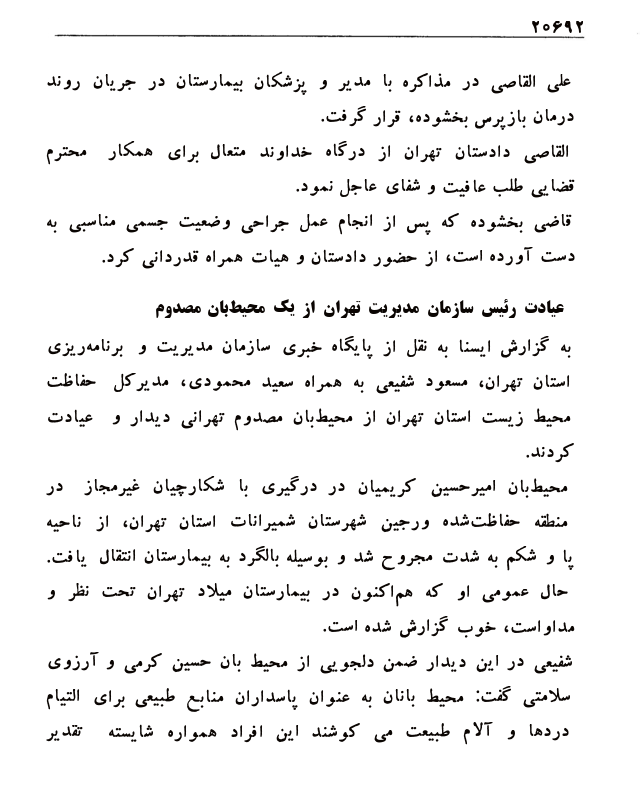 ۲۰۶۹۲
علی القاصی در مذاکره با مدیر و پزشکان بیمارستان در جریان روند
درمان بازپرس بخشوده، قرار گرفت.
القاصی دادستان تهران از درگاه خداوند متعال برای همکار محترم
قضایی طلب عافیت و شفای عاجل نمود.
قاضی بخشوده که پس از انجام عمل جراحی وضعیت جسمی مناسبی به
دست آورده است، از حضور دادستان و هیات همراه قدردانی کرد.
عیادت رئیس سازمان مدیریت تهران از یک محیط‌بان مصدوم
به گزارش ایسنا به نقل از پایگاه خبری سازمان مدیریت و برنامه‌ریزی
استان تهران، مسعود شفیعی به همراه سعید محمودی، مدیرکل حفاظت
محیط زیست استان تهران از محیط‌بان مصدوم تهرانی دیدار و عیادت
کردند.
محیط‌بان امیرحسین کریمیان در درگیری با شکارچیان غیرمجاز در
منطقه حفاظت‌شده ورجین شهرستان شمیرانات استان تهران، از ناحیه
پا و شکم به شدت مجروح شد و بوسیله بالگرد به بیمارستان انتقال یافت.
حال عمومی او که هم‌اکنون در بیمارستان میلاد تهران تحت نظر و
مداواست، خوب گزارش شده است.
شفیعی در این دیدار ضمن دلجویی از محیط بان حسین کرمی و آرزوی
سلامتی گفت: محیط بانان به عنوان پاسداران منابع طبیعی برای التیام
دردها و آلام طبیعت می کوشند این افراد همواره شایسته تقدیر